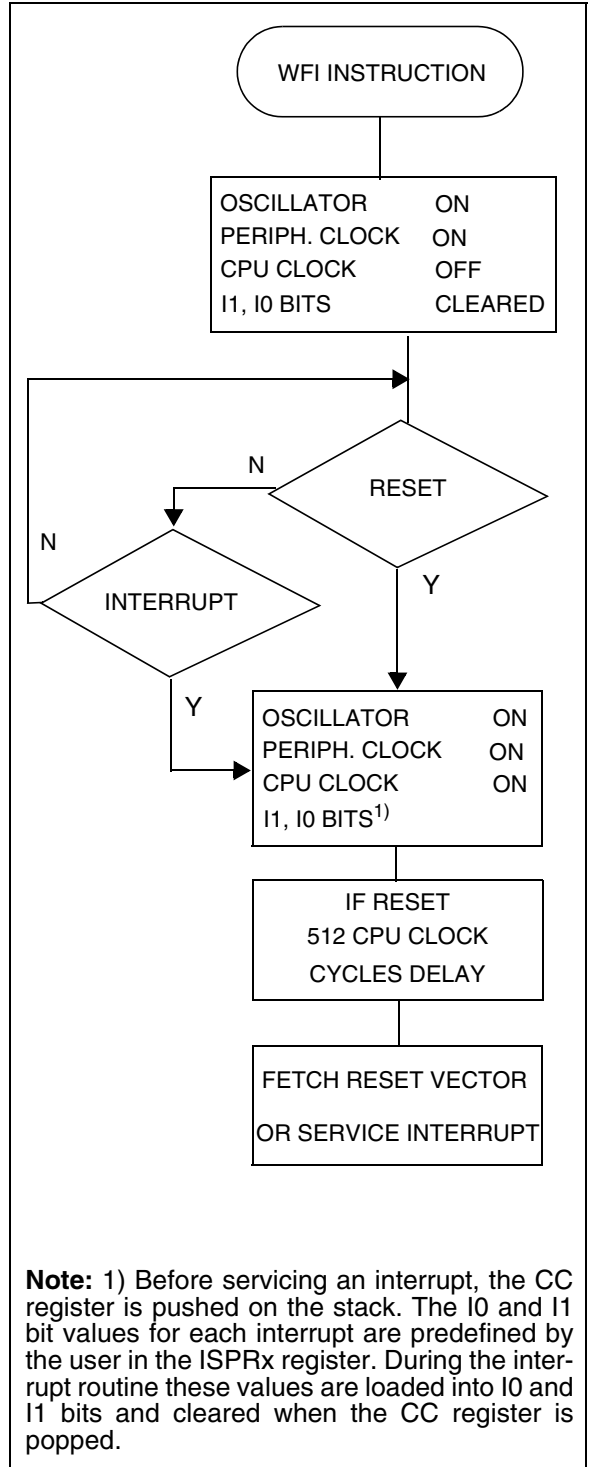 WFI INSTRUCTION
OSCILLATOR ON
PERIPH. CLOCK ON
CPU CLOCK OFF
I1, I0 BITS CLEARED
N
RESET
N
INTERRUPT
Y
Y
OSCILLATOR ON
PERIPH. CLOCK ON
CPU CLOCK ON
I1, I0 BITS1)
IF RESET
512 CPU CLOCK
CYCLES DELAY
FETCH RESET VECTOR
OR SERVICE INTERRUPT
Note: 1) Before servicing an interrupt, the CC
register is pushed on the stack. The I0 and I1
bit values for each interrupt are predefined by
the user in the ISPRx register. During the inter-
rupt routine these values are loaded into I0 and
I1 bits and cleared when the CC register is
popped.